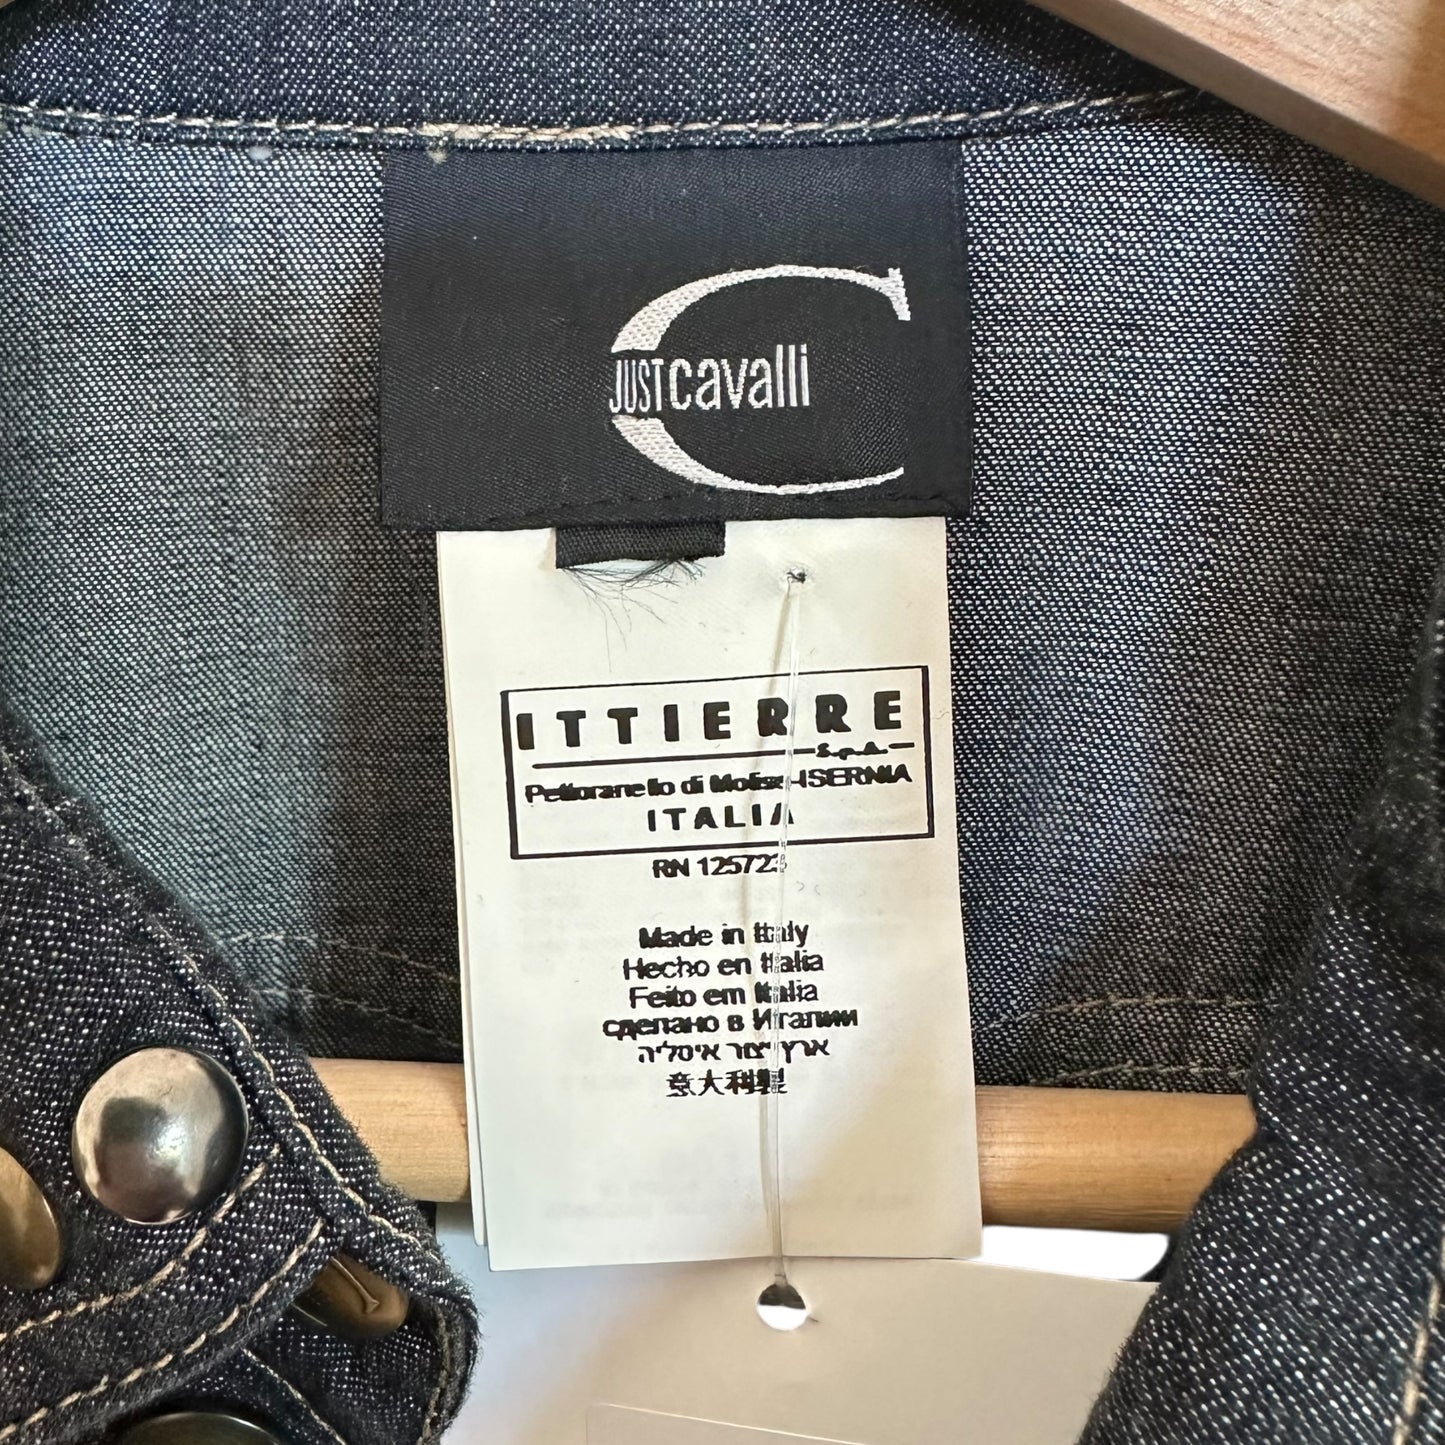 C
JUST cavalli
ITTIERRE
S.p.A.
Pettoranello di Molise-ISERNIA
ITALIA
RN 125723
Made in Italy
Hecho en Italia
Feito em Italia
сделано в Италии
ארץ יצור איטליה
意大利製